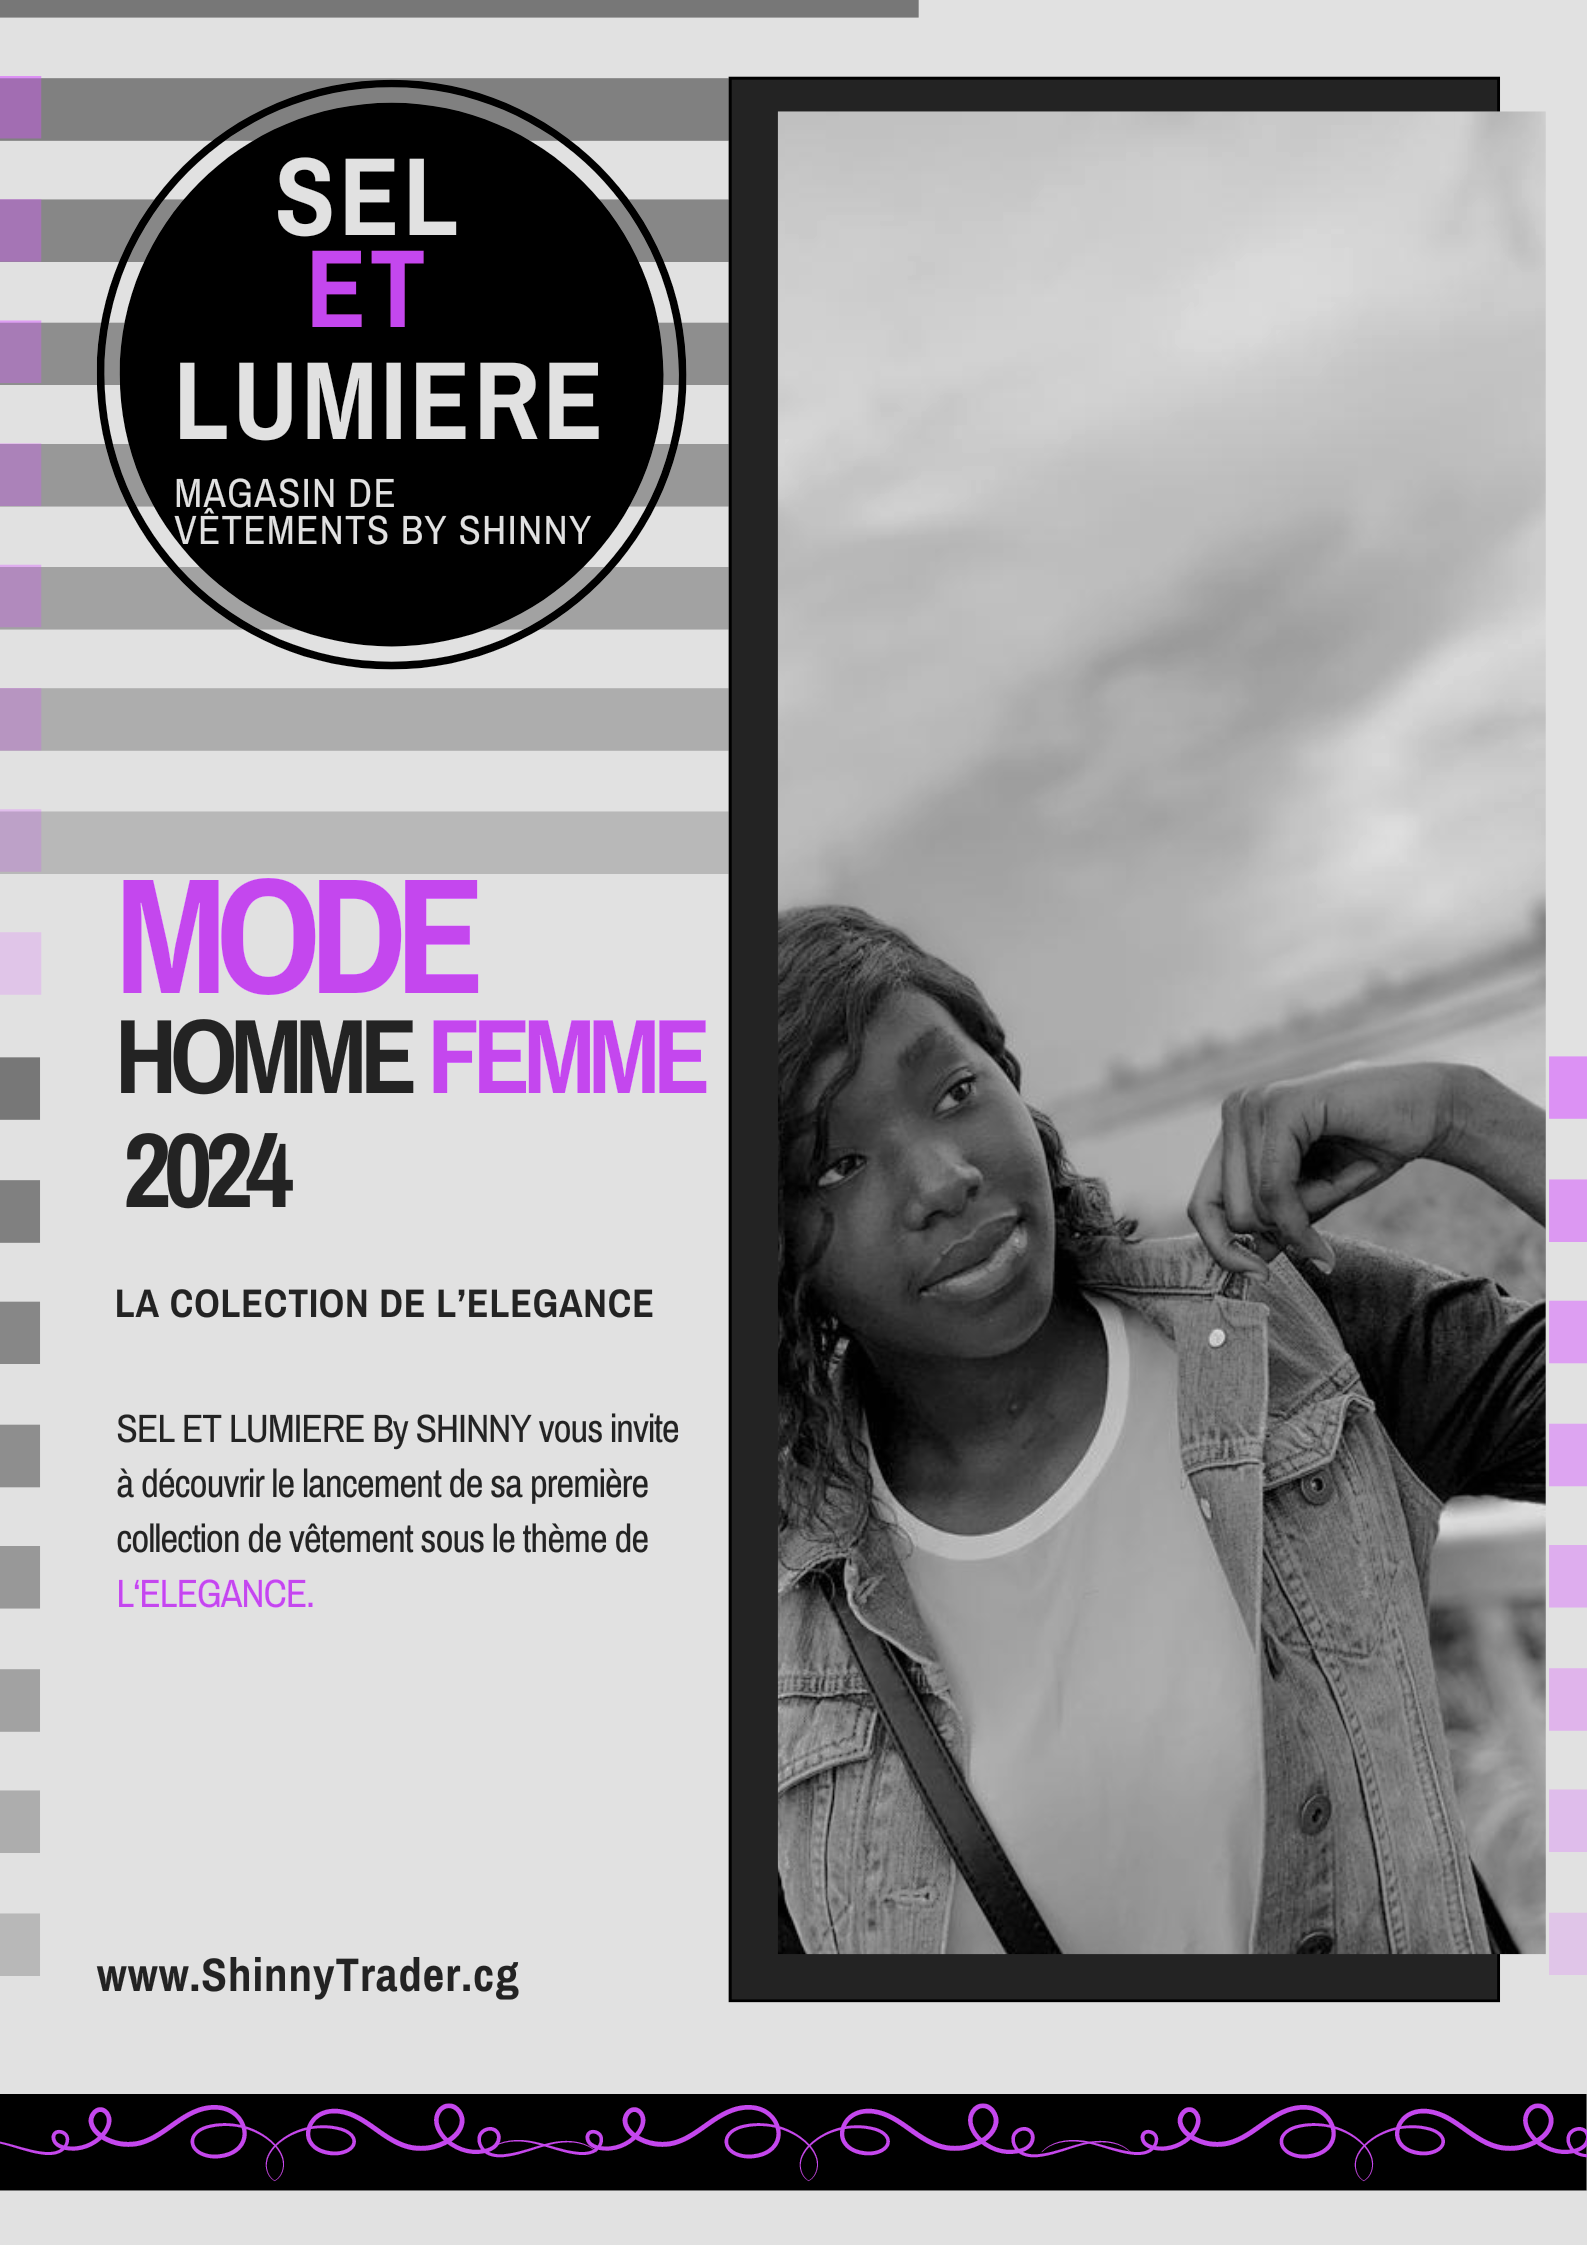 SEL
ET
LUMIERE
MAGASIN DE
VÊTEMENTS BY SHINNY
MODE
HOMME FEMME
2024
LA COLECTION DE L’ELEGANCE
SEL ET LUMIERE By SHINNY vous invite
à découvrir le lancement de sa première
collection de vêtement sous le thème de
L‘ELEGANCE.
www.ShinnyTrader.cg